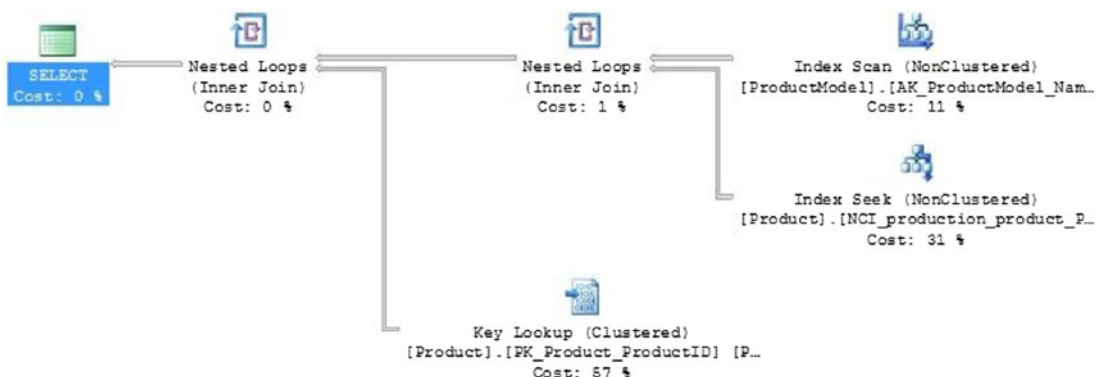 SELECT
Cost: 0 %
Nested Loops
(Inner Join)
Cost: 0 %
Nested Loops
(Inner Join)
Cost: 1 %
Index Scan (NonClustered)
[ProductModel].[AK_ProductModel_Nam…
Cost: 11 %
Index Seek (NonClustered)
[Product].[NCI_production_product_P…
Cost: 31 %
Key Lookup (Clustered)
[Product].[PK_Product_ProductID] [P…
Cost: 57 %